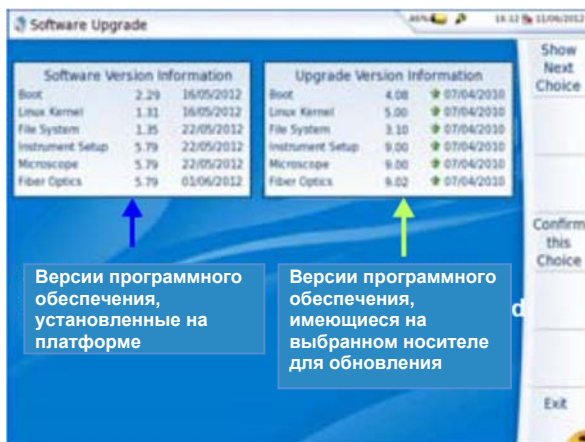 Software Upgrade
16:12 11/06/2012
Show
Next
Choice
Software Version Information
Boot 2.29 16/05/2012
Linux Kernel 1.31 16/05/2012
File System 1.35 22/05/2012
Instrument Setup 5.79 22/05/2012
Microscope 5.79 22/05/2012
Fiber Optics 5.79 01/06/2012
Upgrade Version Information
Boot 4.08 07/04/2010
Linux Kernel 5.00 07/04/2010
File System 3.10 07/04/2010
Instrument Setup 9.00 07/04/2010
Microscope 9.00 07/04/2010
Fiber Optics 9.02 07/04/2010
Confirm
this
Choice
Версии программного
обеспечения,
установленные на
платформе
Версии программного
обеспечения,
имеющиеся на
выбранном носителе
для обновления
d
Exit